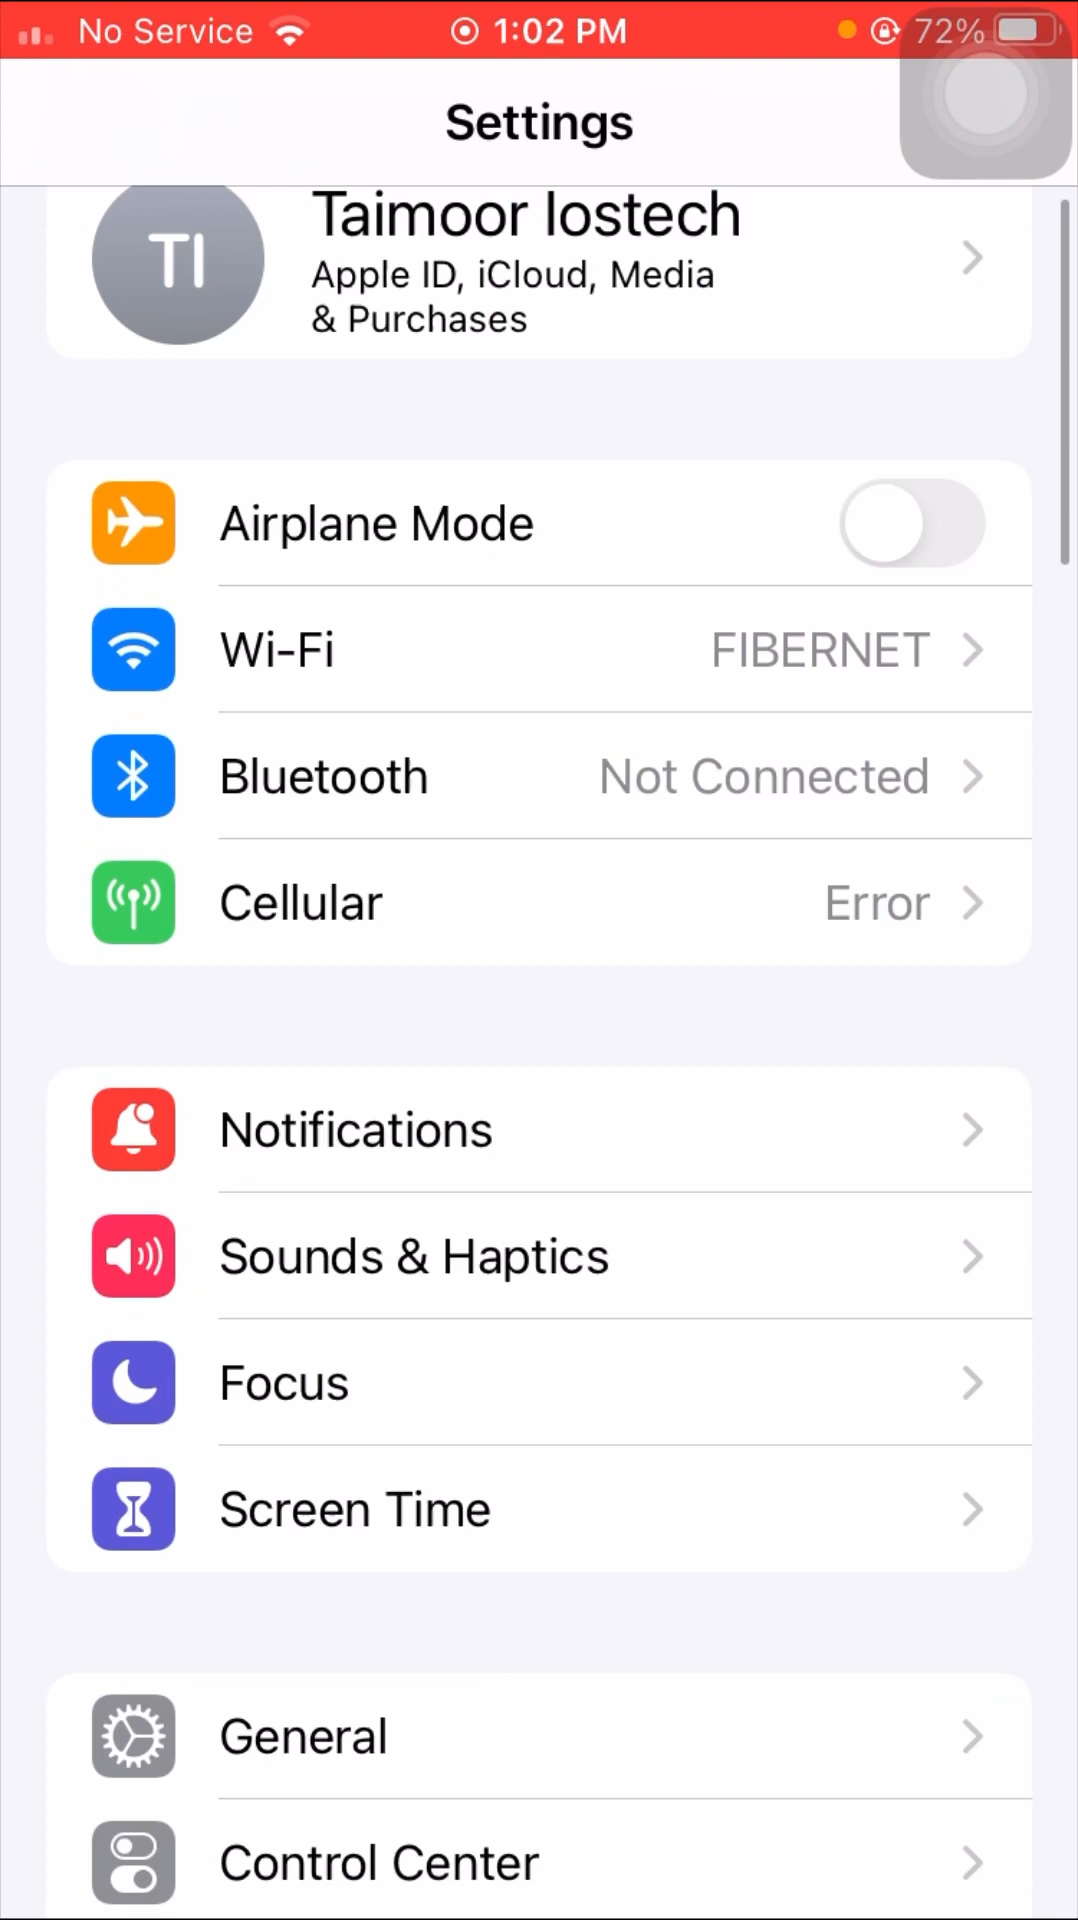 No Service 1:02 PM 72%
Settings
TI
Taimoor lostech
Apple ID, iCloud, Media
& Purchases
Airplane Mode
Wi-Fi FIBERNET
Bluetooth Not Connected
Cellular Error
Notifications
Sounds & Haptics
Focus
Screen Time
General
Control Center